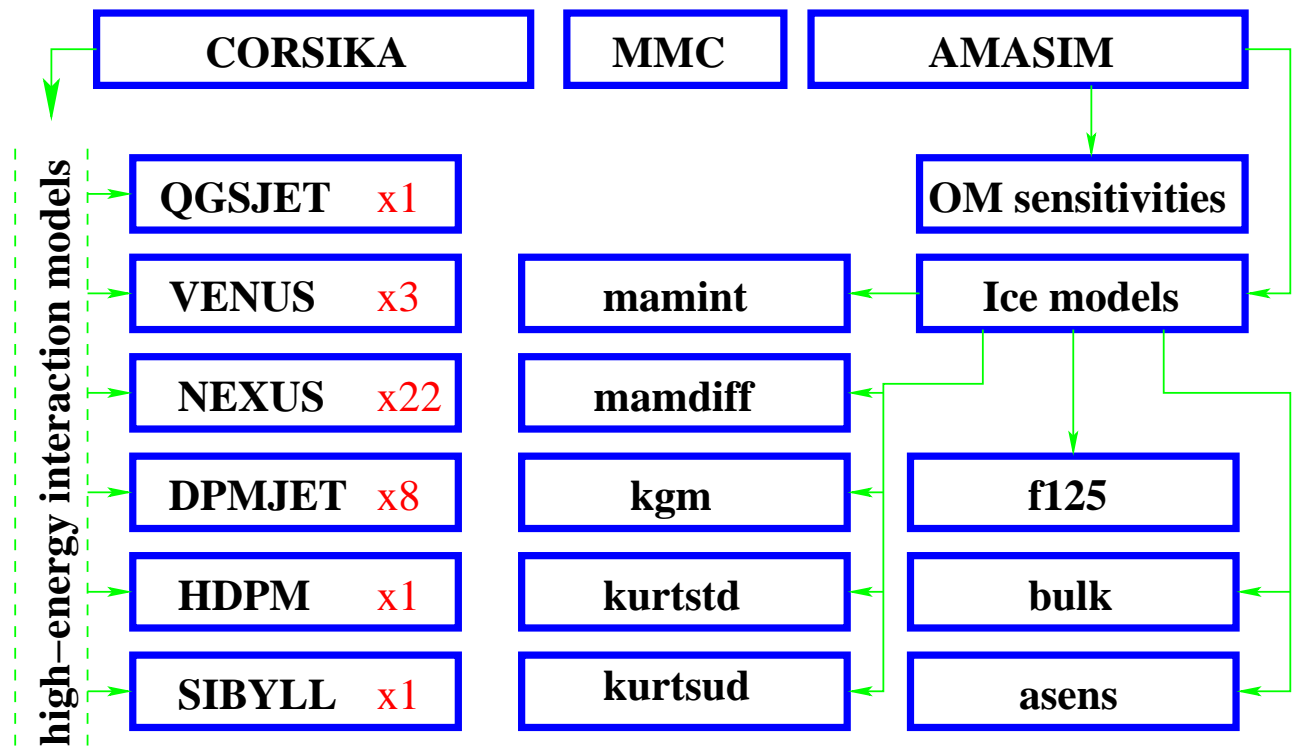 CORSIKA
MMC
AMASIM
high−energy interaction models
QGSJET x1
OM sensitivities
VENUS x3
mamint
Ice models
NEXUS x22
mamdiff
DPMJET x8
kgm
f125
HDPM x1
kurtstd
bulk
SIBYLL x1
kurtsud
asens